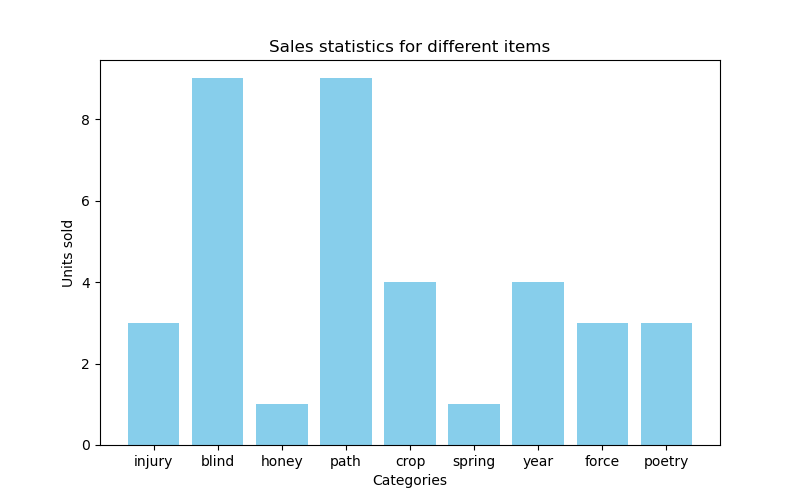 Sales statistics for different items
Units sold
8
6
4
2
0
injury blind honey path crop spring year force poetry
Categories